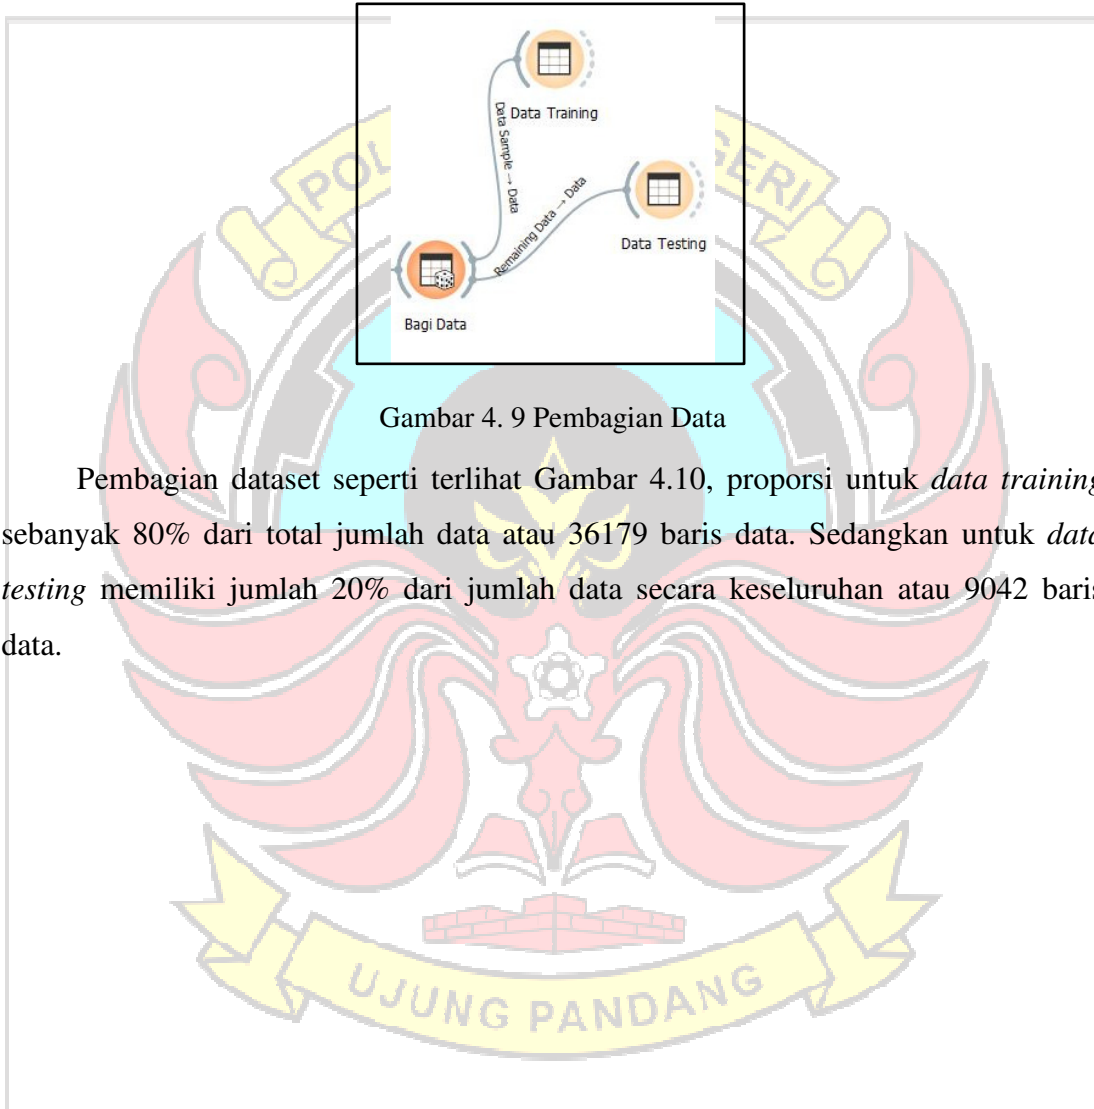 Data Training
Data Sample → Data
Remaining Data → Data
Data Testing
Bagi Data
POL
GERI
Gambar 4. 9 Pembagian Data
Pembagian dataset seperti terlihat Gambar 4.10, proporsi untuk data training
sebanyak 80% dari total jumlah data atau 36179 baris data. Sedangkan untuk data
testing memiliki jumlah 20% dari jumlah data secara keseluruhan atau 9042 baris
data.
UJUNG PANDANG